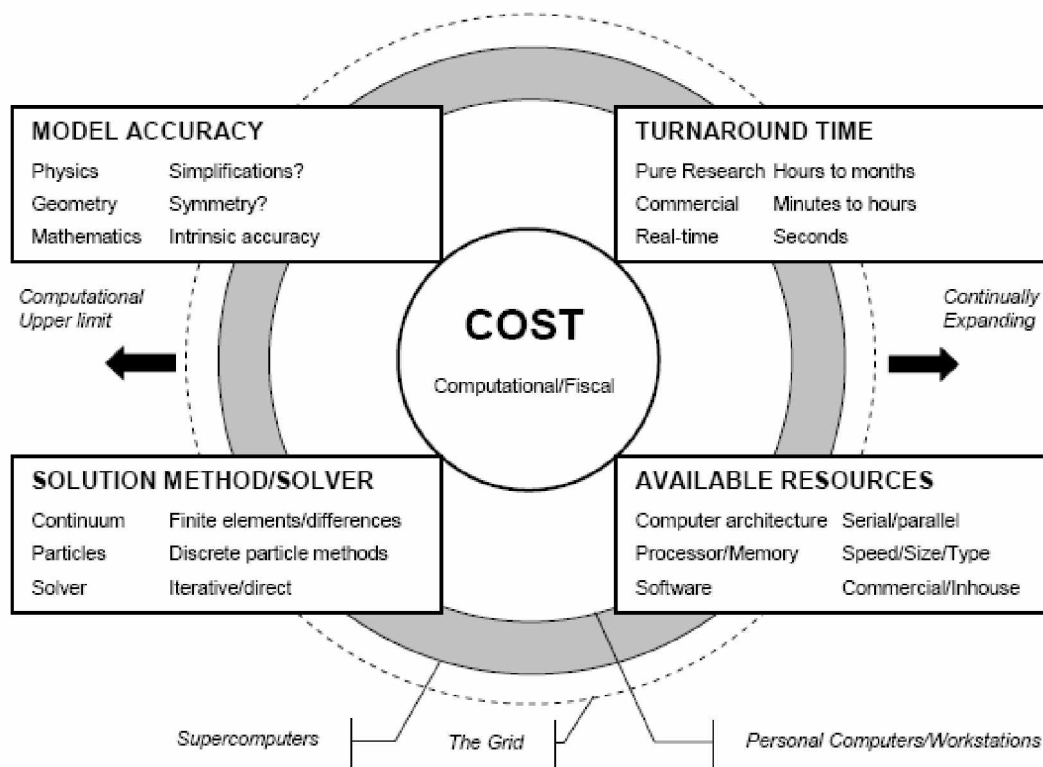 MODEL ACCURACY
Physics Simplifications?
Geometry Symmetry?
Mathematics Intrinsic accuracy
TURNAROUND TIME
Pure Research Hours to months
Commercial Minutes to hours
Real-time Seconds
Computational
Upper limit
COST
Computational/Fiscal
Continually
Expanding
SOLUTION METHOD/SOLVER
Continuum Finite elements/differences
Particles Discrete particle methods
Solver Iterative/direct
AVAILABLE RESOURCES
Computer architecture Serial/parallel
Processor/Memory Speed/Size/Type
Software Commercial/Inhouse
Supercomputers
The Grid
Personal Computers/Workstations